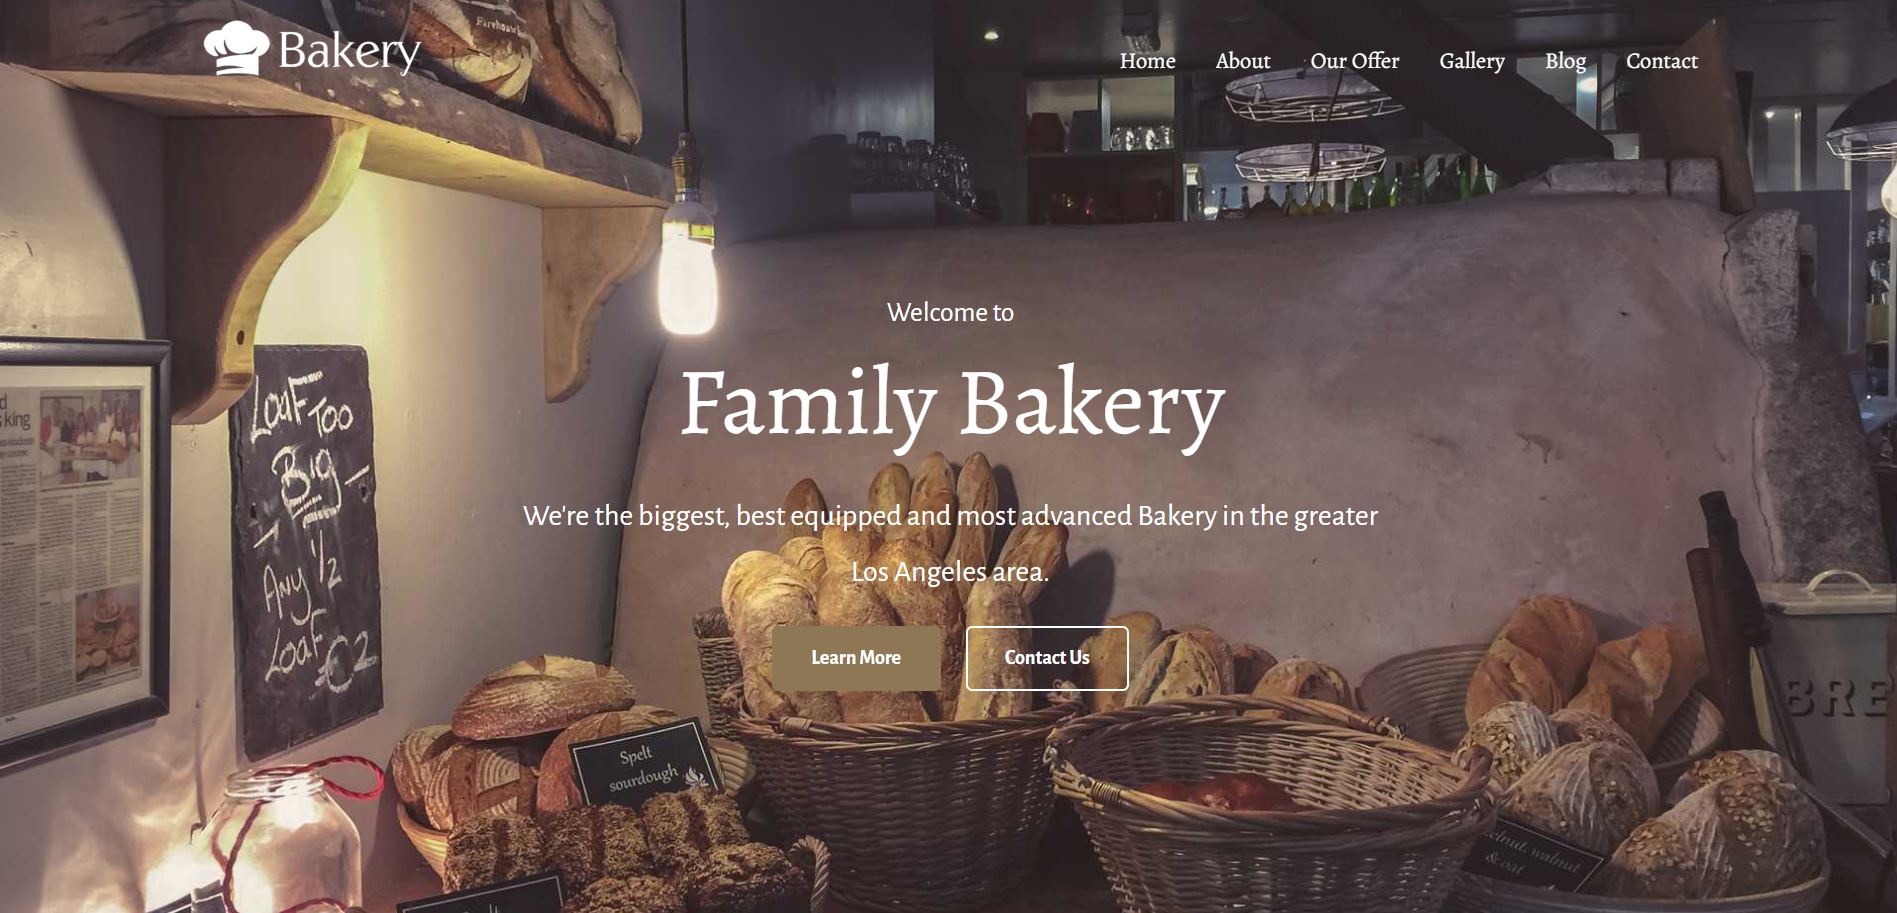 Bakery
Home About Our Offer Gallery Blog Contact
Welcome to
Family Bakery
We're the biggest, best equipped and most advanced Bakery in the greater
Los Angeles area.
Learn More Contact Us
Loaf Too
Big
Any 1/2
Loaf €2
king
Spelt
sourdough
walnut
& oat
BRE